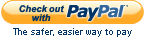 Check out
with PayPal
The safer, easier way to pay